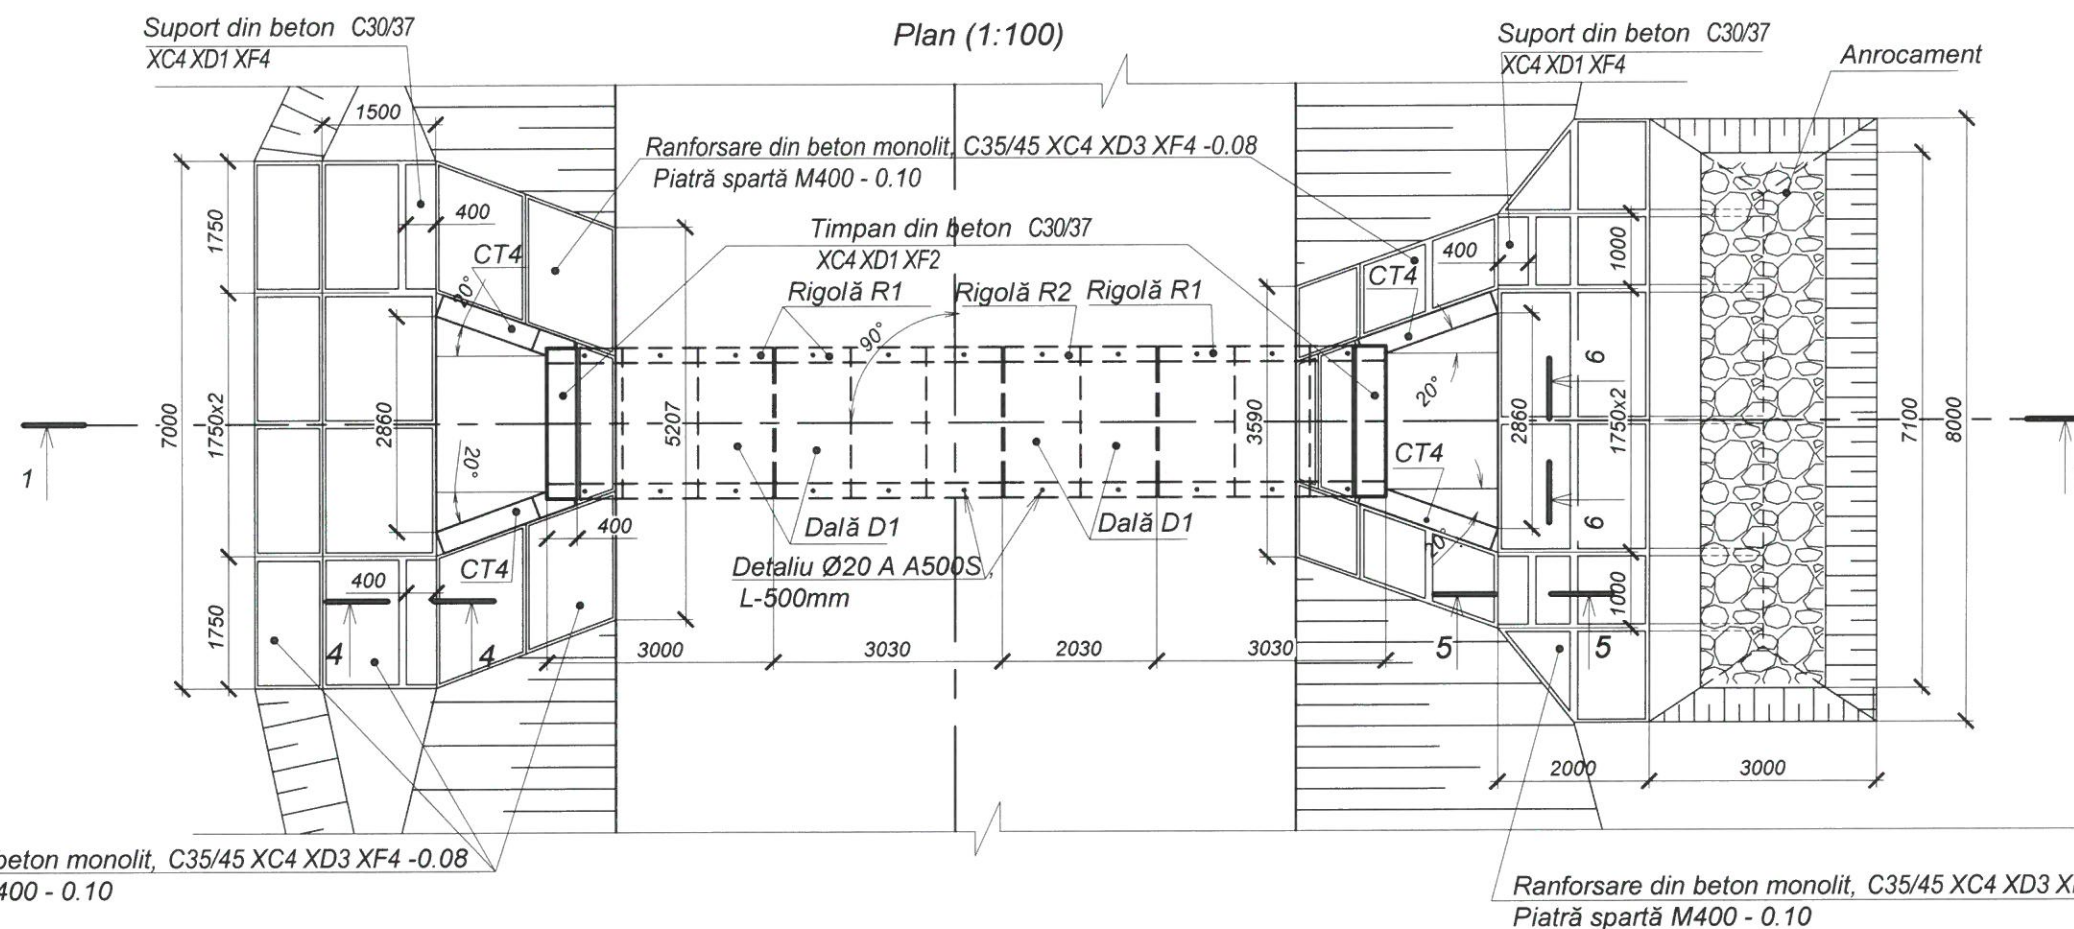 Plan (1:100)
Suport din beton C30/37
XC4 XD1 XF4
Suport din beton C30/37
XC4 XD1 XF4
Anrocament
1500
Ranforsare din beton monolit, C35/45 XC4 XD3 XF4 -0.08
Piatră spartă M400 - 0.10
400
CT4
20°
Timpan din beton C30/37
XC4 XD1 XF2
Rigolă R1
Rigolă R2
Rigolă R1
90°
400
CT4
20°
1000
1750
7000
1750x2
2860
5207
3590
2860
1750x2
7100
8000
6
6
1
20°
CT4
20°
400
Dală D1
Dală D1
Detaliu Ø20 A A500S,
L-500mm
CT4
400
1750
1000
4
4
5
5
3000
3030
2030
3030
2000
3000
beton monolit, C35/45 XC4 XD3 XF4 -0.08
400 - 0.10
Ranforsare din beton monolit, C35/45 XC4 XD3 X
Piatră spartă M400 - 0.10